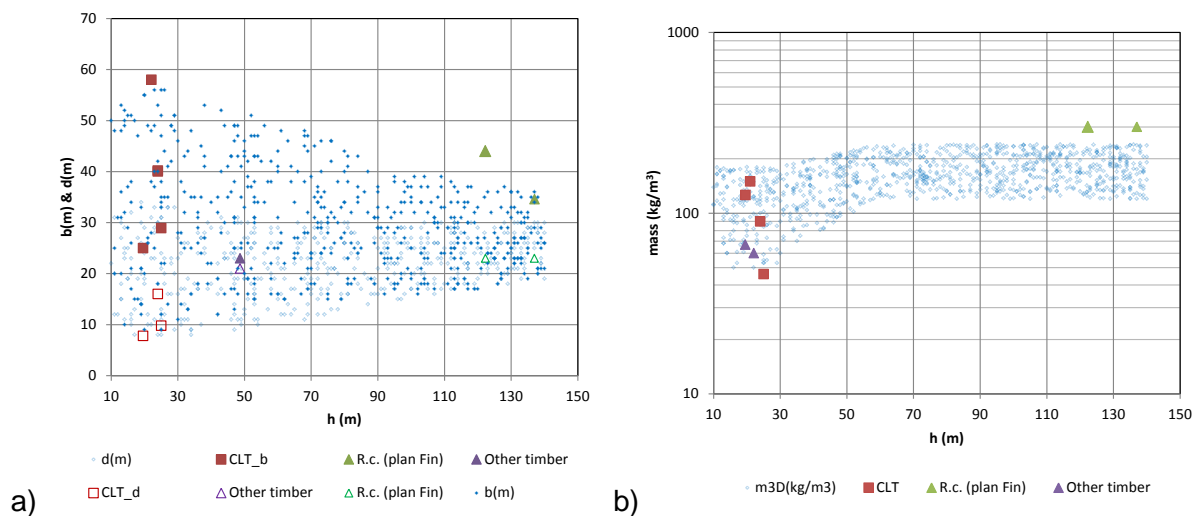 70
60
50
40
30
20
10
0
b(m) & d(m)
10 30 50 70 90 110 130 150
h (m)
d(m) CLT_b R.c. (plan Fin) Other timber
CLT_d Other timber R.c. (plan Fin) b(m)
a)
1000
100
10
mass (kg/m³)
10 30 50 70 90 110 130 150
h (m)
m3D(kg/m3) CLT R.c. (plan Fin) Other timber
b)